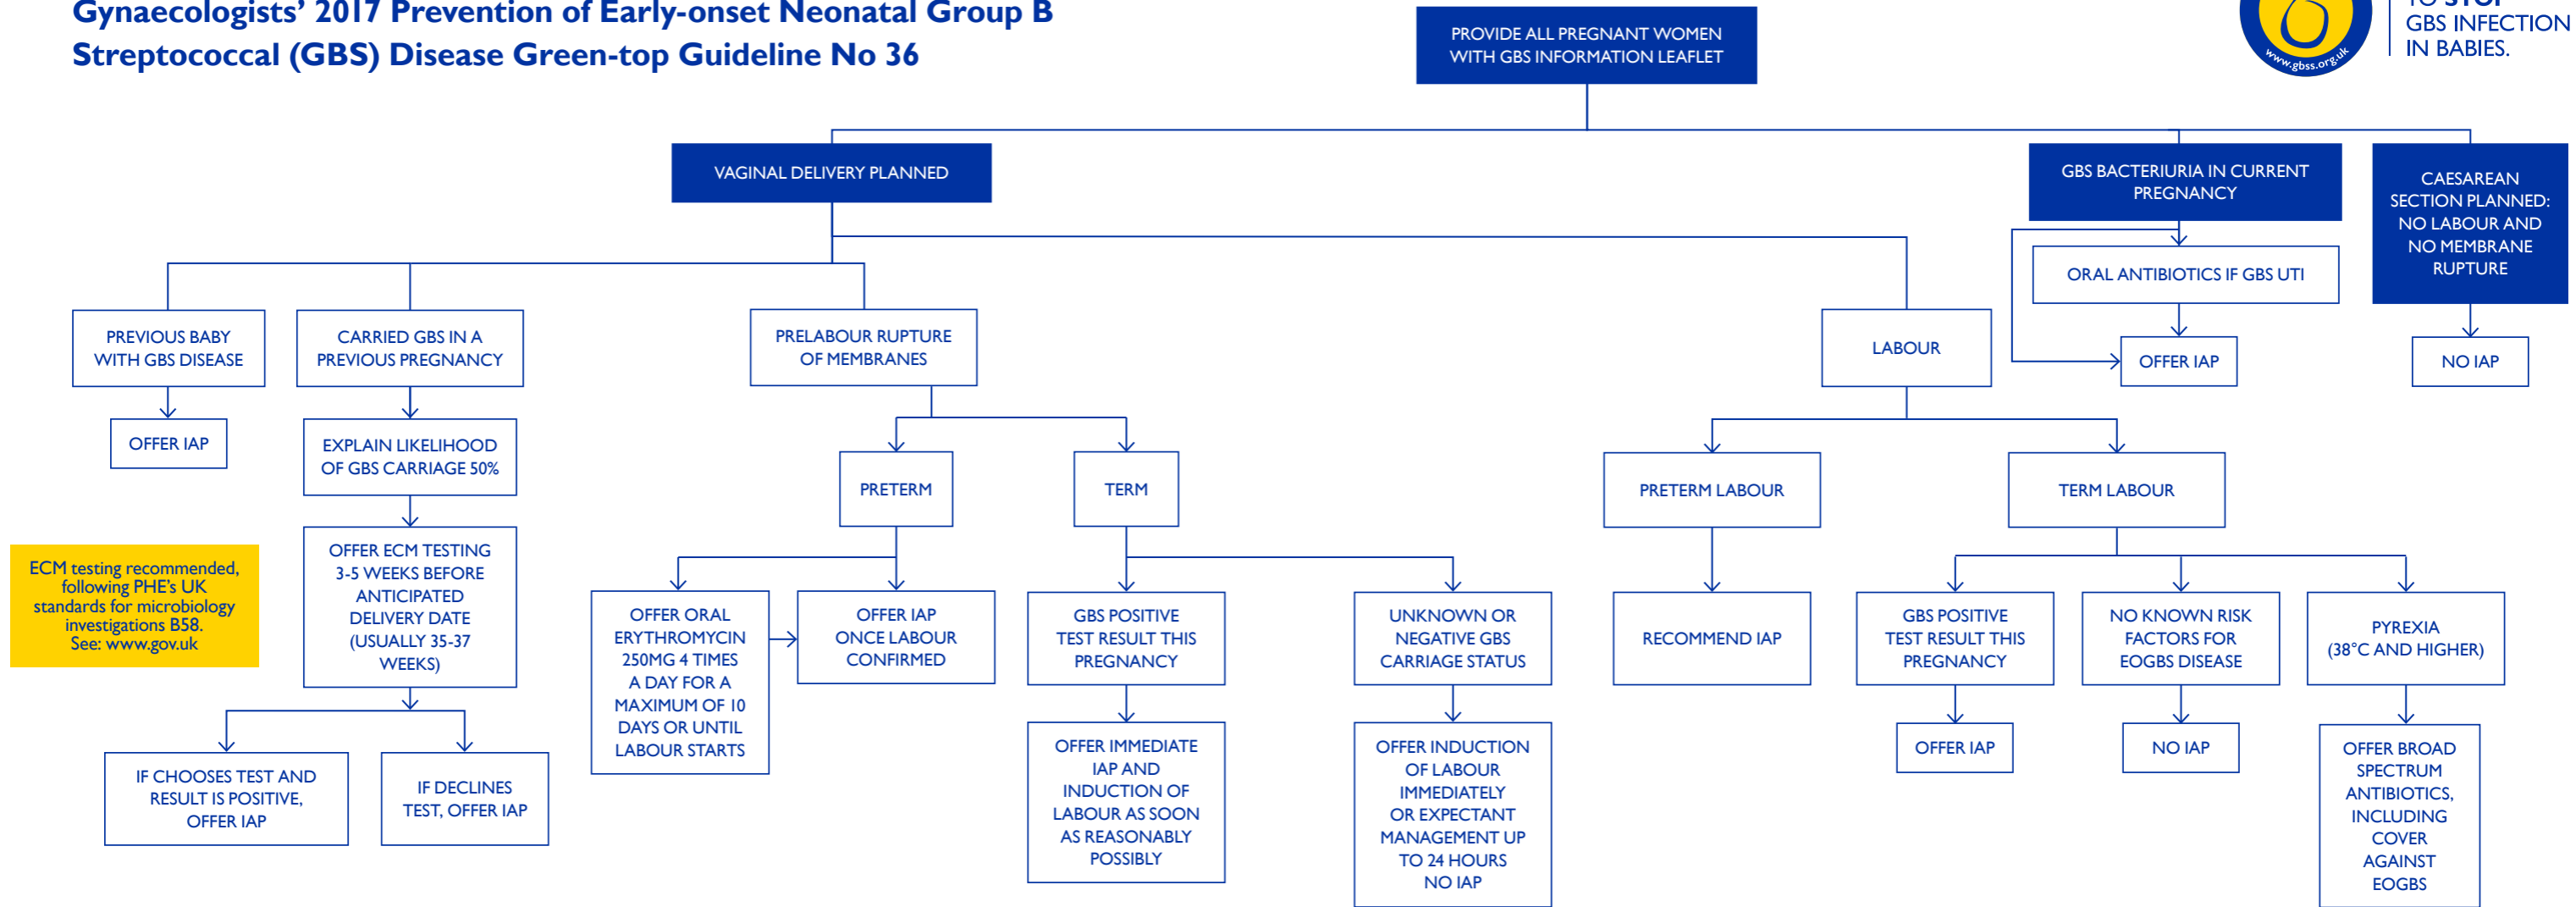 Gynaecologists’ 2017 Prevention of Early-onset Neonatal Group B
Streptococcal (GBS) Disease Green-top Guideline No 36
PROVIDE ALL PREGNANT WOMEN
WITH GBS INFORMATION LEAFLET
www.gbss.org.uk
TO STOP
GBS INFECTION
IN BABIES.
VAGINAL DELIVERY PLANNED
GBS BACTERIURIA IN CURRENT
PREGNANCY
CAESAREAN
SECTION PLANNED:
NO LABOUR AND
NO MEMBRANE
RUPTURE
ORAL ANTIBIOTICS IF GBS UTI
OFFER IAP
NO IAP
PREVIOUS BABY
WITH GBS DISEASE
OFFER IAP
CARRIED GBS IN A
PREVIOUS PREGNANCY
EXPLAIN LIKELIHOOD
OF GBS CARRIAGE 50%
OFFER ECM TESTING
3-5 WEEKS BEFORE
ANTICIPATED
DELIVERY DATE
(USUALLY 35-37
WEEKS)
ECM testing recommended,
following PHE’s UK
standards for microbiology
investigations B58.
See: www.gov.uk
IF CHOOSES TEST AND
RESULT IS POSITIVE,
OFFER IAP
IF DECLINES
TEST, OFFER IAP
PRELABOUR RUPTURE
OF MEMBRANES
PRETERM
TERM
OFFER ORAL
ERYTHROMYCIN
250MG 4 TIMES
A DAY FOR A
MAXIMUM OF 10
DAYS OR UNTIL
LABOUR STARTS
OFFER IAP
ONCE LABOUR
CONFIRMED
GBS POSITIVE
TEST RESULT THIS
PREGNANCY
OFFER IMMEDIATE
IAP AND
INDUCTION OF
LABOUR AS SOON
AS REASONABLY
POSSIBLY
UNKNOWN OR
NEGATIVE GBS
CARRIAGE STATUS
OFFER INDUCTION
OF LABOUR
IMMEDIATELY
OR EXPECTANT
MANAGEMENT UP
TO 24 HOURS
NO IAP
LABOUR
PRETERM LABOUR
RECOMMEND IAP
TERM LABOUR
GBS POSITIVE
TEST RESULT THIS
PREGNANCY
OFFER IAP
NO KNOWN RISK
FACTORS FOR
EOGBS DISEASE
NO IAP
PYREXIA
(38°C AND HIGHER)
OFFER BROAD
SPECTRUM
ANTIBIOTICS,
INCLUDING
COVER
AGAINST
EOGBS